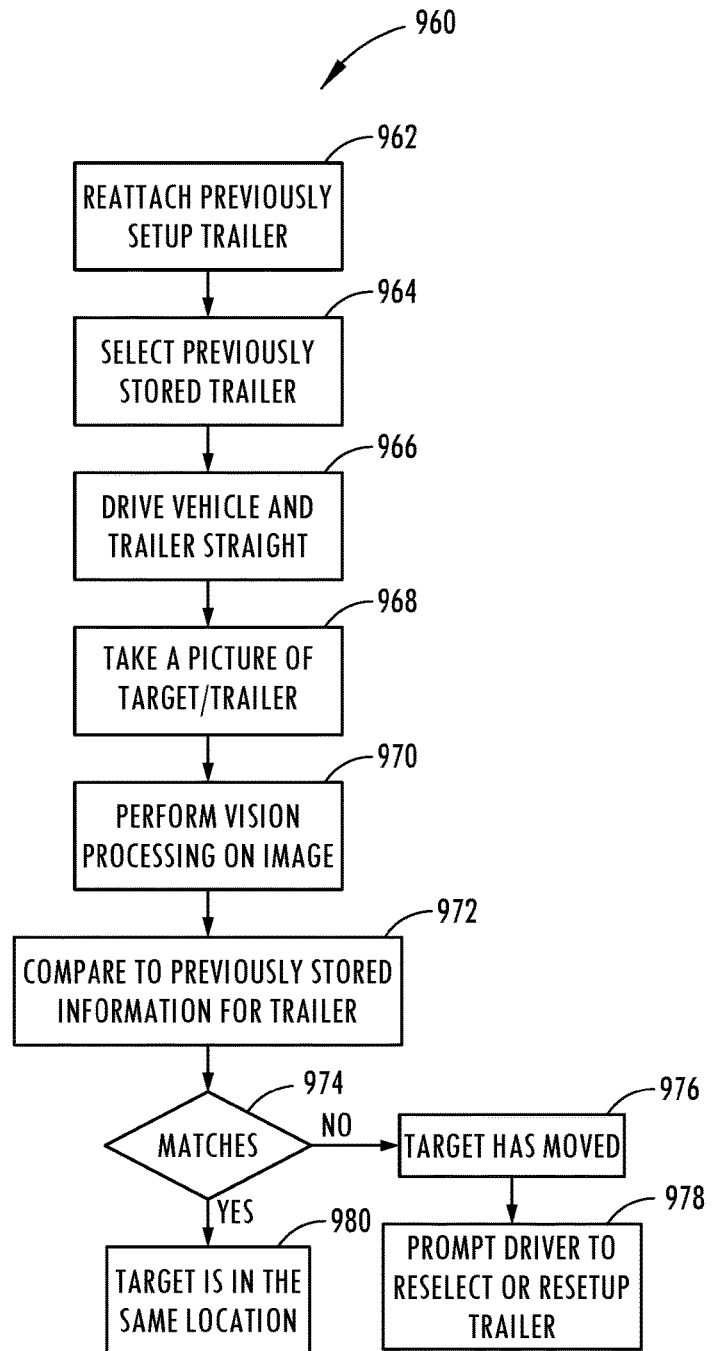 960
962
REATTACH PREVIOUSLY
SETUP TRAILER
964
SELECT PREVIOUSLY
STORED TRAILER
966
DRIVE VEHICLE AND
TRAILER STRAIGHT
968
TAKE A PICTURE OF
TARGET/TRAILER
970
PERFORM VISION
PROCESSING ON IMAGE
972
COMPARE TO PREVIOUSLY STORED
INFORMATION FOR TRAILER
974
MATCHES
NO
976
TARGET HAS MOVED
978
PROMPT DRIVER TO
RESELECT OR RESETUP
TRAILER
YES
980
TARGET IS IN THE
SAME LOCATION